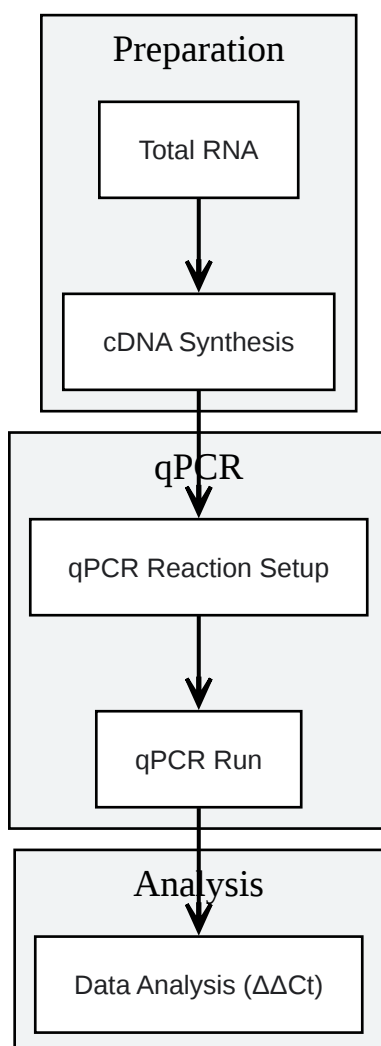 Preparation
Total RNA
cDNA Synthesis
qPCR
qPCR Reaction Setup
qPCR Run
Analysis
Data Analysis (ΔΔCt)